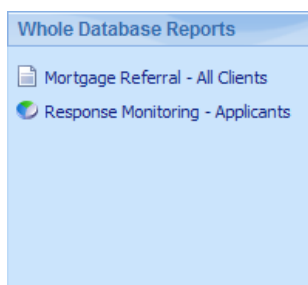 Whole Database Reports
Mortgage Referral - All Clients
Response Monitoring - Applicants